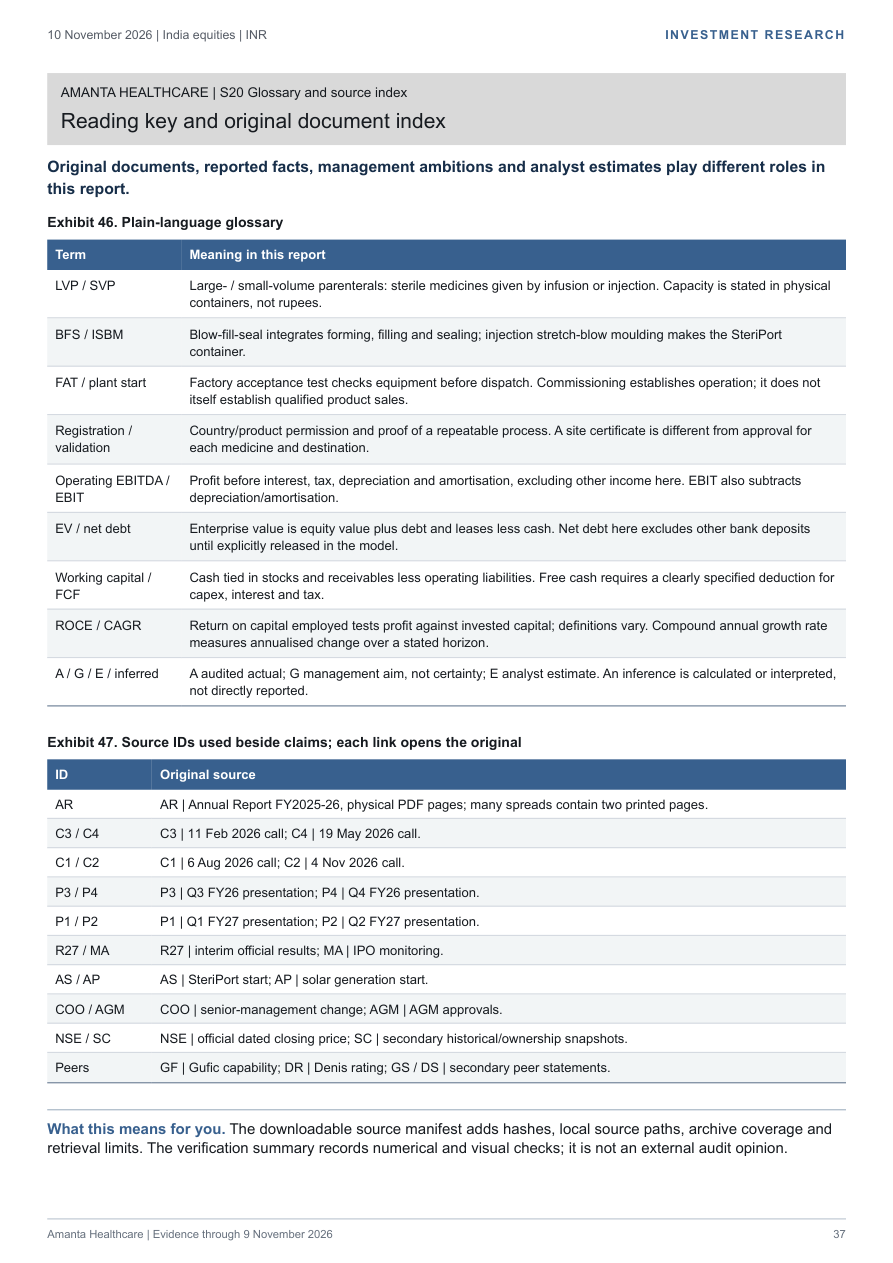 10 November 2026 | India equities | INR
INVESTMENT RESEARCH
AMANTA HEALTHCARE | S20 Glossary and source index
Reading key and original document index
Original documents, reported facts, management ambitions and analyst estimates play different roles in
this report.
Exhibit 46. Plain-language glossary
Term
Meaning in this report
LVP / SVP
Large- / small-volume parenterals: sterile medicines given by infusion or injection. Capacity is stated in physical
containers, not rupees.
BFS / ISBM
Blow-fill-seal integrates forming, filling and sealing; injection stretch-blow moulding makes the SteriPort
container.
FAT / plant start
Factory acceptance test checks equipment before dispatch. Commissioning establishes operation; it does not
itself establish qualified product sales.
Registration /
validation
Country/product permission and proof of a repeatable process. A site certificate is different from approval for
each medicine and destination.
Operating EBITDA /
EBIT
Profit before interest, tax, depreciation and amortisation, excluding other income here. EBIT also subtracts
depreciation/amortisation.
EV / net debt
Enterprise value is equity value plus debt and leases less cash. Net debt here excludes other bank deposits
until explicitly released in the model.
Working capital /
FCF
Cash tied in stocks and receivables less operating liabilities. Free cash requires a clearly specified deduction for
capex, interest and tax.
ROCE / CAGR
Return on capital employed tests profit against invested capital; definitions vary. Compound annual growth rate
measures annualised change over a stated horizon.
A / G / E / inferred
A audited actual; G management aim, not certainty; E analyst estimate. An inference is calculated or interpreted,
not directly reported.
Exhibit 47. Source IDs used beside claims; each link opens the original
ID
Original source
AR
AR | Annual Report FY2025-26, physical PDF pages; many spreads contain two printed pages.
C3 / C4
C3 | 11 Feb 2026 call; C4 | 19 May 2026 call.
C1 / C2
C1 | 6 Aug 2026 call; C2 | 4 Nov 2026 call.
P3 / P4
P3 | Q3 FY26 presentation; P4 | Q4 FY26 presentation.
P1 / P2
P1 | Q1 FY27 presentation; P2 | Q2 FY27 presentation.
R27 / MA
R27 | interim official results; MA | IPO monitoring.
AS / AP
AS | SteriPort start; AP | solar generation start.
COO / AGM
COO | senior-management change; AGM | AGM approvals.
NSE / SC
NSE | official dated closing price; SC | secondary historical/ownership snapshots.
Peers
GF | Gufic capability; DR | Denis rating; GS / DS | secondary peer statements.
What this means for you. The downloadable source manifest adds hashes, local source paths, archive coverage and
retrieval limits. The verification summary records numerical and visual checks; it is not an external audit opinion.
Amanta Healthcare | Evidence through 9 November 2026
37